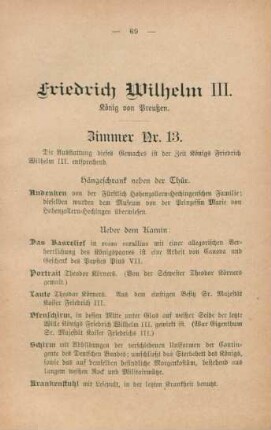 — 69 —
Friedrich Wilhelm III.
König von Preußen.
Zimmer Nr. 13.
Die Ausstattung dieses Gemaches ist der Zeit Königs Friedrich
Wilhelm III. entsprechend.
Hängeschrank neben der Thür.
Andenken von der Fürstlich Hohenzollern-Hechingenschen Familie;
dieselben wurden dem Museum von der Prinzessin Marie von
Hohenzollern-Hechingen überwiesen.
Ueber dem Kamin:
Das Basrelief in rosso corallino mit einer allegorischen Ver-
herrlichung des Königspaares ist eine Arbeit von Canova und
Geschenk des Papstes Pius VII.
Portrait Theodor Körners. (Von der Schwester Theodor Körners
gemalt.)
Laute Theodor Körners. Aus dem einstigen Besitz Sr. Majestät
Kaiser Friedrich III.
Ofenschirm, in dessen Mitte unter Glas auf weißer Seide der letzte
Wille Königs Friedrich Wilhelm III. gestickt ist. (War Eigenthum
Sr. Majestät Kaiser Friedrichs III.)
Schirm mit Abbildungen der verschiedenen Uniformen der Contin-
gente des Deutschen Bundes; umschließt das Sterbebett des Königs,
sowie das auf demselben befindliche Morgenkostüm, bestehend aus
langem weißen Rock und Militärmütze.
Krankenstuhl mit Lesepult, in der letzten Krankheit benutzt.